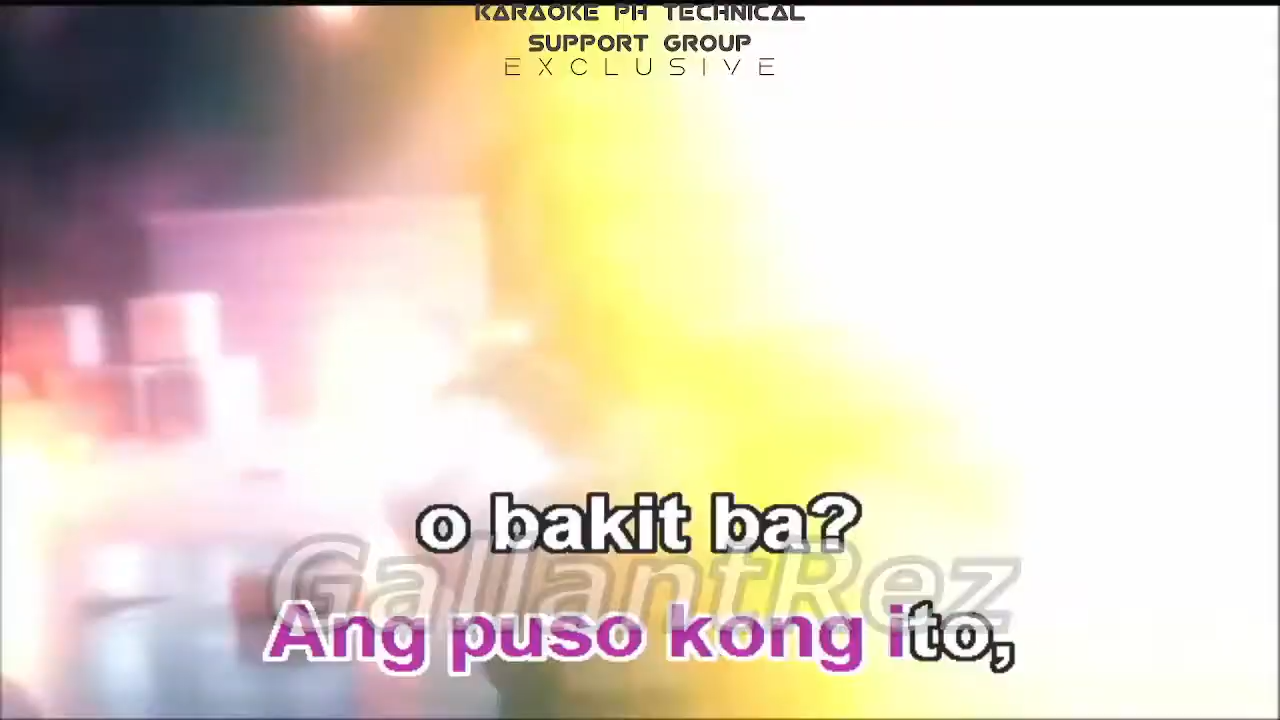 KARAOKE PH TECHNICAL
SUPPORT GROUP
EXCLUSIVE
o bakit ba?
GallantRez
Ang puso kong ito,